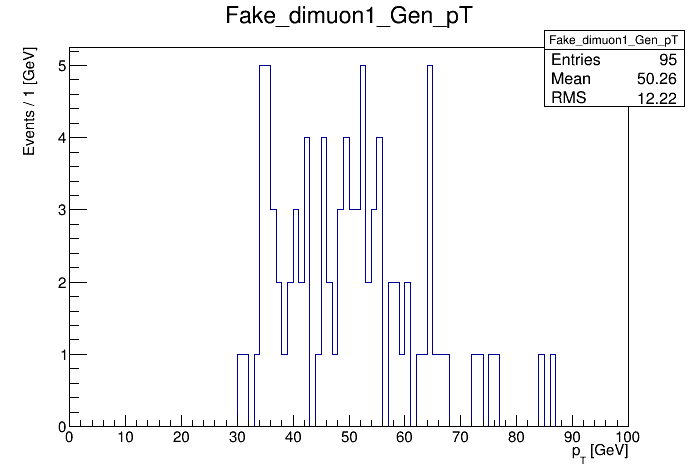 Fake_dimuon1_Gen_pT
Fake_dimuon1_Gen_pT
Entries 95
Mean 50.26
RMS 12.22
Events / 1 [GeV]
5
4
3
2
1
0
0 10 20 30 40 50 60 70 80 90 100
p_T [GeV]